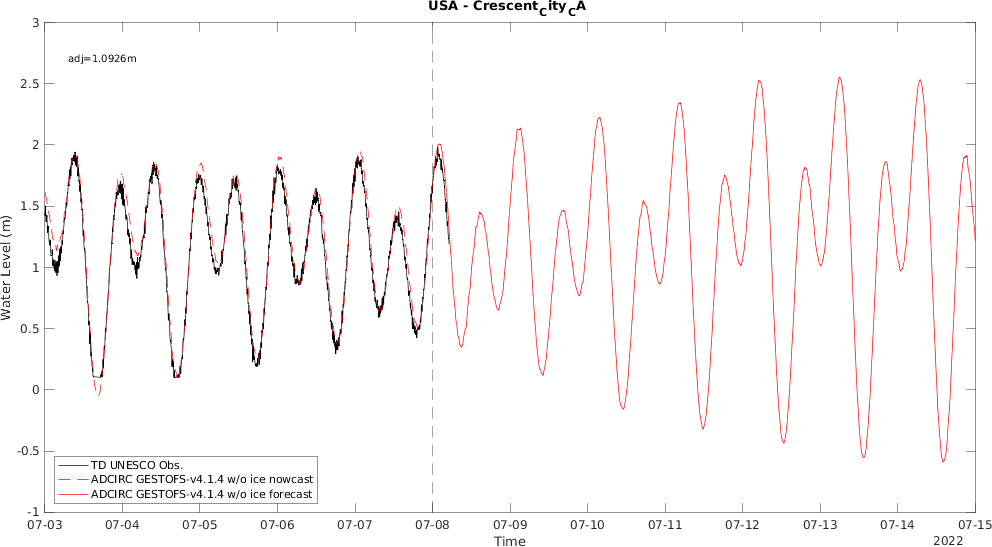 USA - Crescent_City_CA
adj=1.0926m
3
2.5
2
1.5
1
0.5
0
-0.5
-1
Water Level (m)
TD UNESCO Obs.
ADCIRC GESTOFS-v4.1.4 w/o ice nowcast
ADCIRC GESTOFS-v4.1.4 w/o ice forecast
07-03 07-04 07-05 07-06 07-07 07-08 07-09 07-10 07-11 07-12 07-13 07-14 07-15
Time
2022